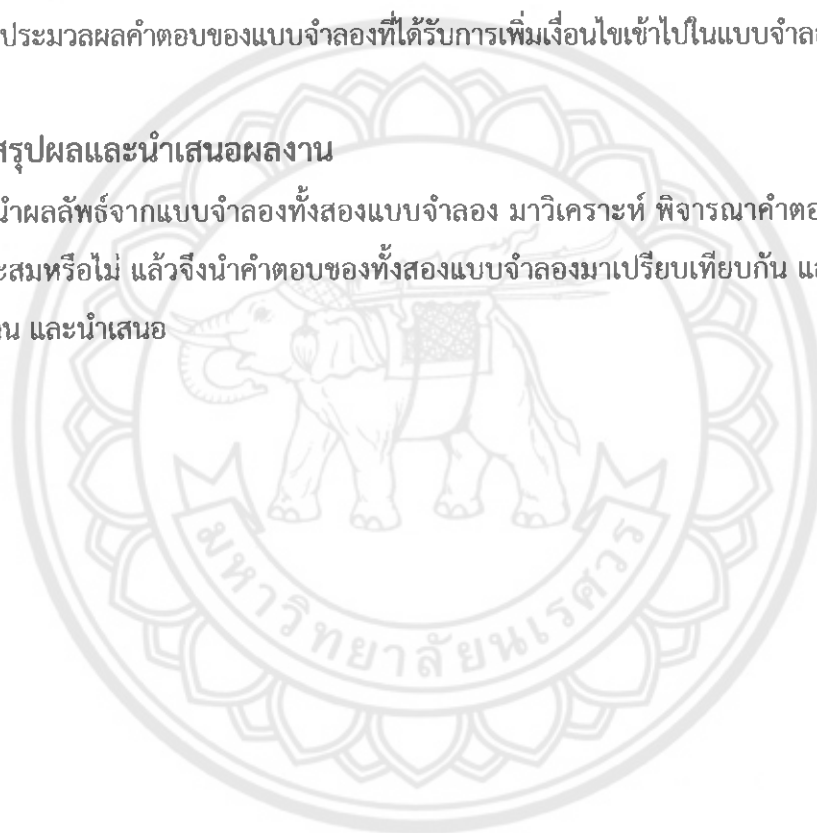 ประมวลผลคำตอบของแบบจำลองที่ได้รับการเพิ่มเงื่อนไขเข้าไปในแบบจำล
สรุปผลและนำเสนอผลงาน
นำผลลัพธ์จากแบบจำลองทั้งสองแบบจำลอง มาวิเคราะห์ พิจารณาคำตอ
ะสมหรือไม่ แล้วจึงนำคำตอบของทั้งสองแบบจำลองมาเปรียบเทียบกัน แล
น และนำเสนอ
มหาวิทยาลัยนเรศวร